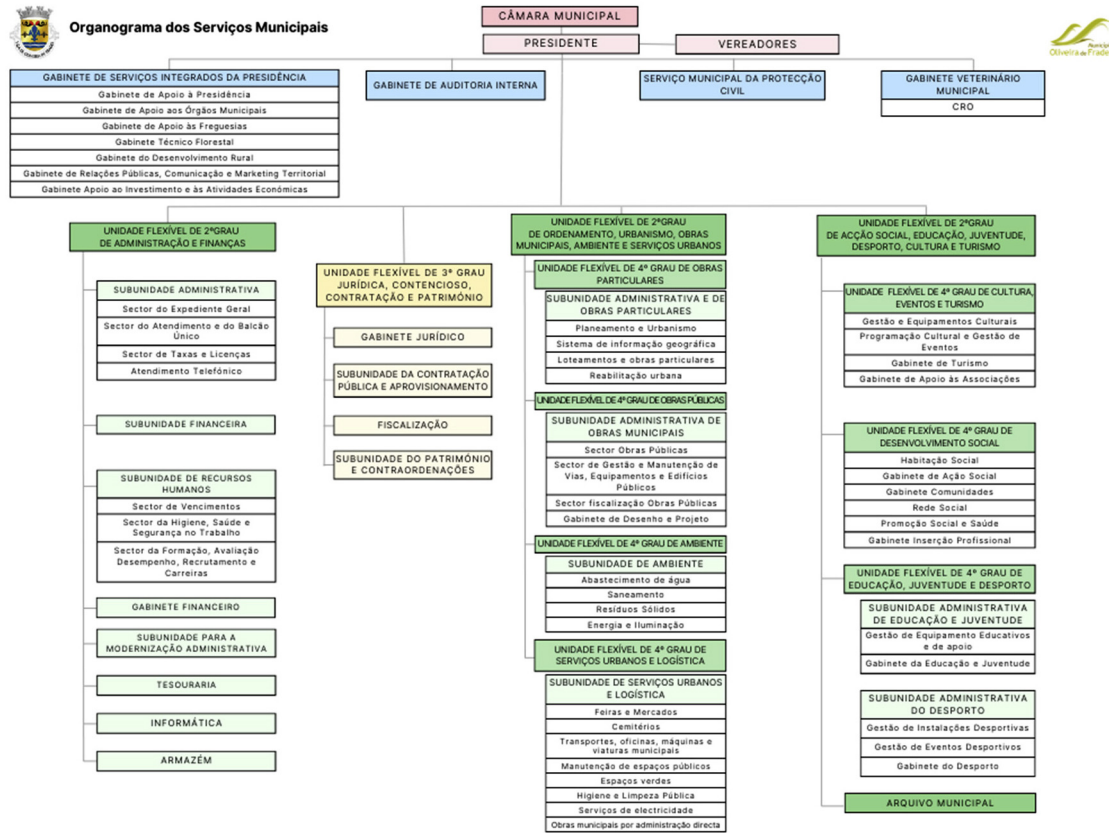 Organograma dos Serviços Municipais
CÂMARA MUNICIPAL
PRESIDENTE
VEREADORES
Município
Oliveira de Frades
GABINETE DE SERVIÇOS INTEGRADOS DA PRESIDÊNCIA
Gabinete de Apoio à Presidência
Gabinete de Apoio aos Órgãos Municipais
Gabinete de Apoio às Freguesias
Gabinete Técnico Florestal
Gabinete do Desenvolvimento Rural
Gabinete de Relações Públicas, Comunicação e Marketing Territorial
Gabinete Apoio ao Investimento e às Atividades Económicas
GABINETE DE AUDITORIA INTERNA
SERVIÇO MUNICIPAL DA PROTECÇÃO
CIVIL
GABINETE VETERINÁRIO
MUNICIPAL
CRO
UNIDADE FLEXÍVEL DE 2ºGRAU
DE ADMINISTRAÇÃO E FINANÇAS
SUBUNIDADE ADMINISTRATIVA
Sector do Expediente Geral
Sector do Atendimento e do Balcão
Único
Sector de Taxas e Licenças
Atendimento Telefónico
SUBUNIDADE FINANCEIRA
SUBUNIDADE DE RECURSOS
HUMANOS
Sector de Vencimentos
Sector da Higiene, Saúde e
Segurança no Trabalho
Sector da Formação, Avaliação
Desempenho, Recrutamento e
Carreiras
GABINETE FINANCEIRO
SUBUNIDADE PARA A
MODERNIZAÇÃO ADMINISTRATIVA
TESOURARIA
INFORMÁTICA
ARMAZÉM
UNIDADE FLEXÍVEL DE 3º GRAU
JURÍDICA, CONTENCIOSO,
CONTRATAÇÃO E PATRIMÓNIO
GABINETE JURÍDICO
SUBUNIDADE DA CONTRATAÇÃO
PÚBLICA E APROVISIONAMENTO
FISCALIZAÇÃO
SUBUNIDADE DO PATRIMÓNIO
E CONTRAORDENAÇÕES
UNIDADE FLEXÍVEL DE 2ºGRAU
DE ORDENAMENTO, URBANISMO, OBRAS
MUNICIPAIS, AMBIENTE E SERVIÇOS URBANOS
UNIDADE FLEXÍVEL DE 4º GRAU DE OBRAS
PARTICULARES
SUBUNIDADE ADMINISTRATIVA E DE
OBRAS PARTICULARES
Planeamento e Urbanismo
Sistema de informação geográfica
Loteamentos e obras particulares
Reabilitação urbana
UNIDADE FLEXÍVEL DE 4º GRAU DE OBRAS PÚBLICAS
SUBUNIDADE ADMINISTRATIVA DE
OBRAS MUNICIPAIS
Sector Obras Públicas
Sector de Gestão e Manutenção de
Vias, Equipamentos e Edifícios
Públicos
Sector fiscalização Obras Públicas
Gabinete de Desenho e Projeto
UNIDADE FLEXÍVEL DE 4º GRAU DE AMBIENTE
SUBUNIDADE DE AMBIENTE
Abastecimento de água
Saneamento
Resíduos Sólidos
Energia e Iluminação
UNIDADE FLEXÍVEL DE 4º GRAU DE
SERVIÇOS URBANOS E LOGÍSTICA
SUBUNIDADE DE SERVIÇOS URBANOS
E LOGÍSTICA
Feiras e Mercados
Cemitérios
Transportes, oficinas, máquinas e
viaturas municipais
Manutenção de espaços públicos
Espaços verdes
Higiene e Limpeza Pública
Serviços de electricidade
Obras municipais por administração directa
UNIDADE FLEXÍVEL DE 2ºGRAU
DE ACÇÃO SOCIAL, EDUCAÇÃO, JUVENTUDE,
DESPORTO, CULTURA E TURISMO
UNIDADE FLEXÍVEL DE 4º GRAU DE CULTURA,
EVENTOS E TURISMO
Gestão e Equipamentos Culturais
Programação Cultural e Gestão de
Eventos
Gabinete de Turismo
Gabinete de Apoio às Associações
UNIDADE FLEXÍVEL DE 4º GRAU DE
DESENVOLVIMENTO SOCIAL
Habitação Social
Gabinete de Ação Social
Gabinete Comunidades
Rede Social
Promoção Social e Saúde
Gabinete Inserção Profissional
UNIDADE FLEXÍVEL DE 4º GRAU DE
EDUCAÇÃO, JUVENTUDE E DESPORTO
SUBUNIDADE ADMINISTRATIVA
DE EDUCAÇÃO E JUVENTUDE
Gestão de Equipamento Educativos
e de apoio
Gabinete da Educação e Juventude
SUBUNIDADE ADMINISTRATIVA
DO DESPORTO
Gestão de Instalações Desportivas
Gestão de Eventos Desportivos
Gabinete do Desporto
ARQUIVO MUNICIPAL